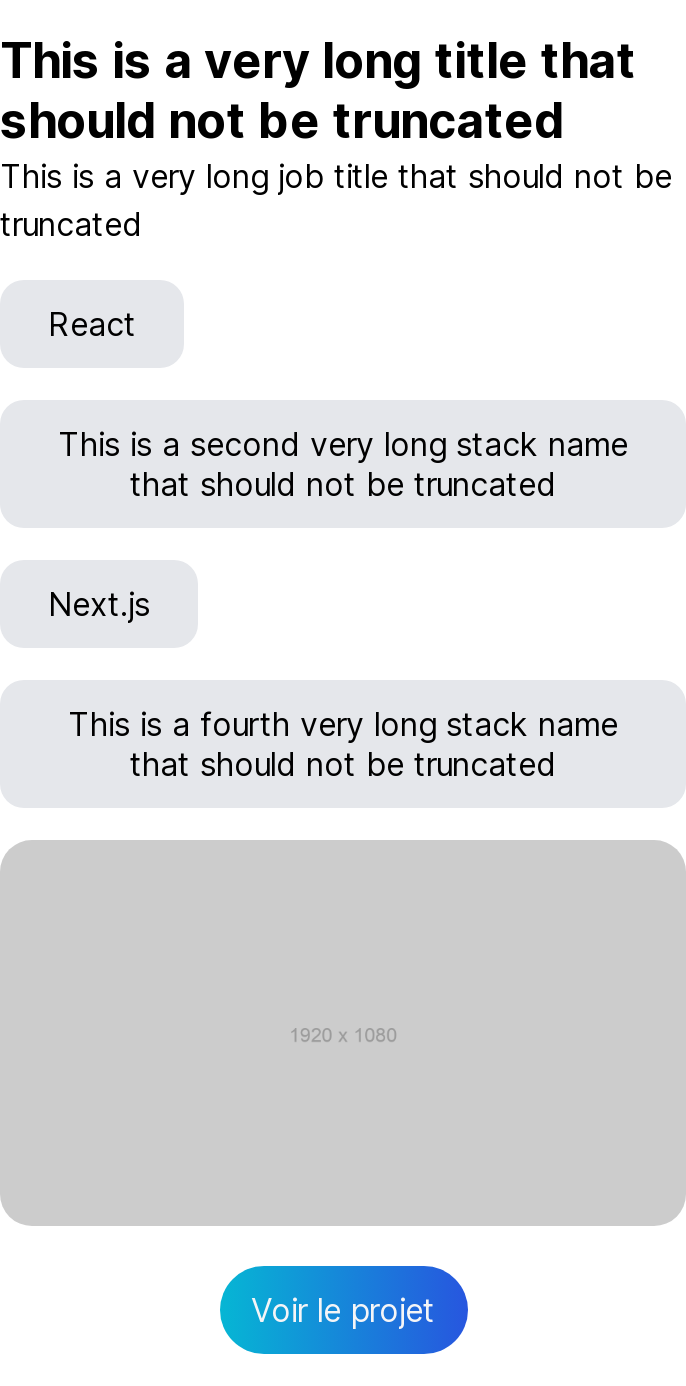 This is a very long title that
should not be truncated
This is a very long job title that should not be
truncated
React
This is a second very long stack name
that should not be truncated
Next.js
This is a fourth very long stack name
that should not be truncated
1920 x 1080
Voir le projet